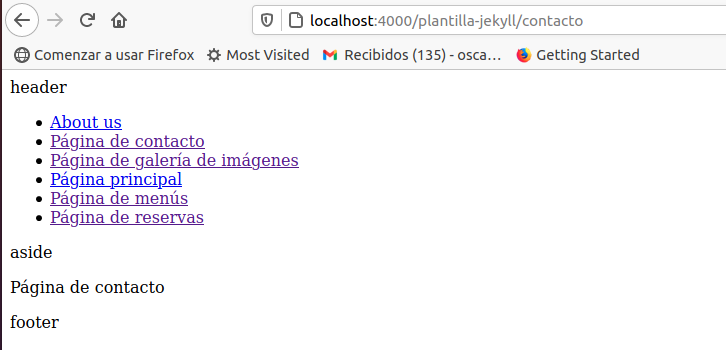 localhost:4000/plantilla-jekyll/contacto
Comenzar a usar Firefox Most Visited Recibidos (135) - osca... Getting Started
header
About us
Página de contacto
Página de galería de imágenes
Página principal
Página de menús
Página de reservas
aside
Página de contacto
footer